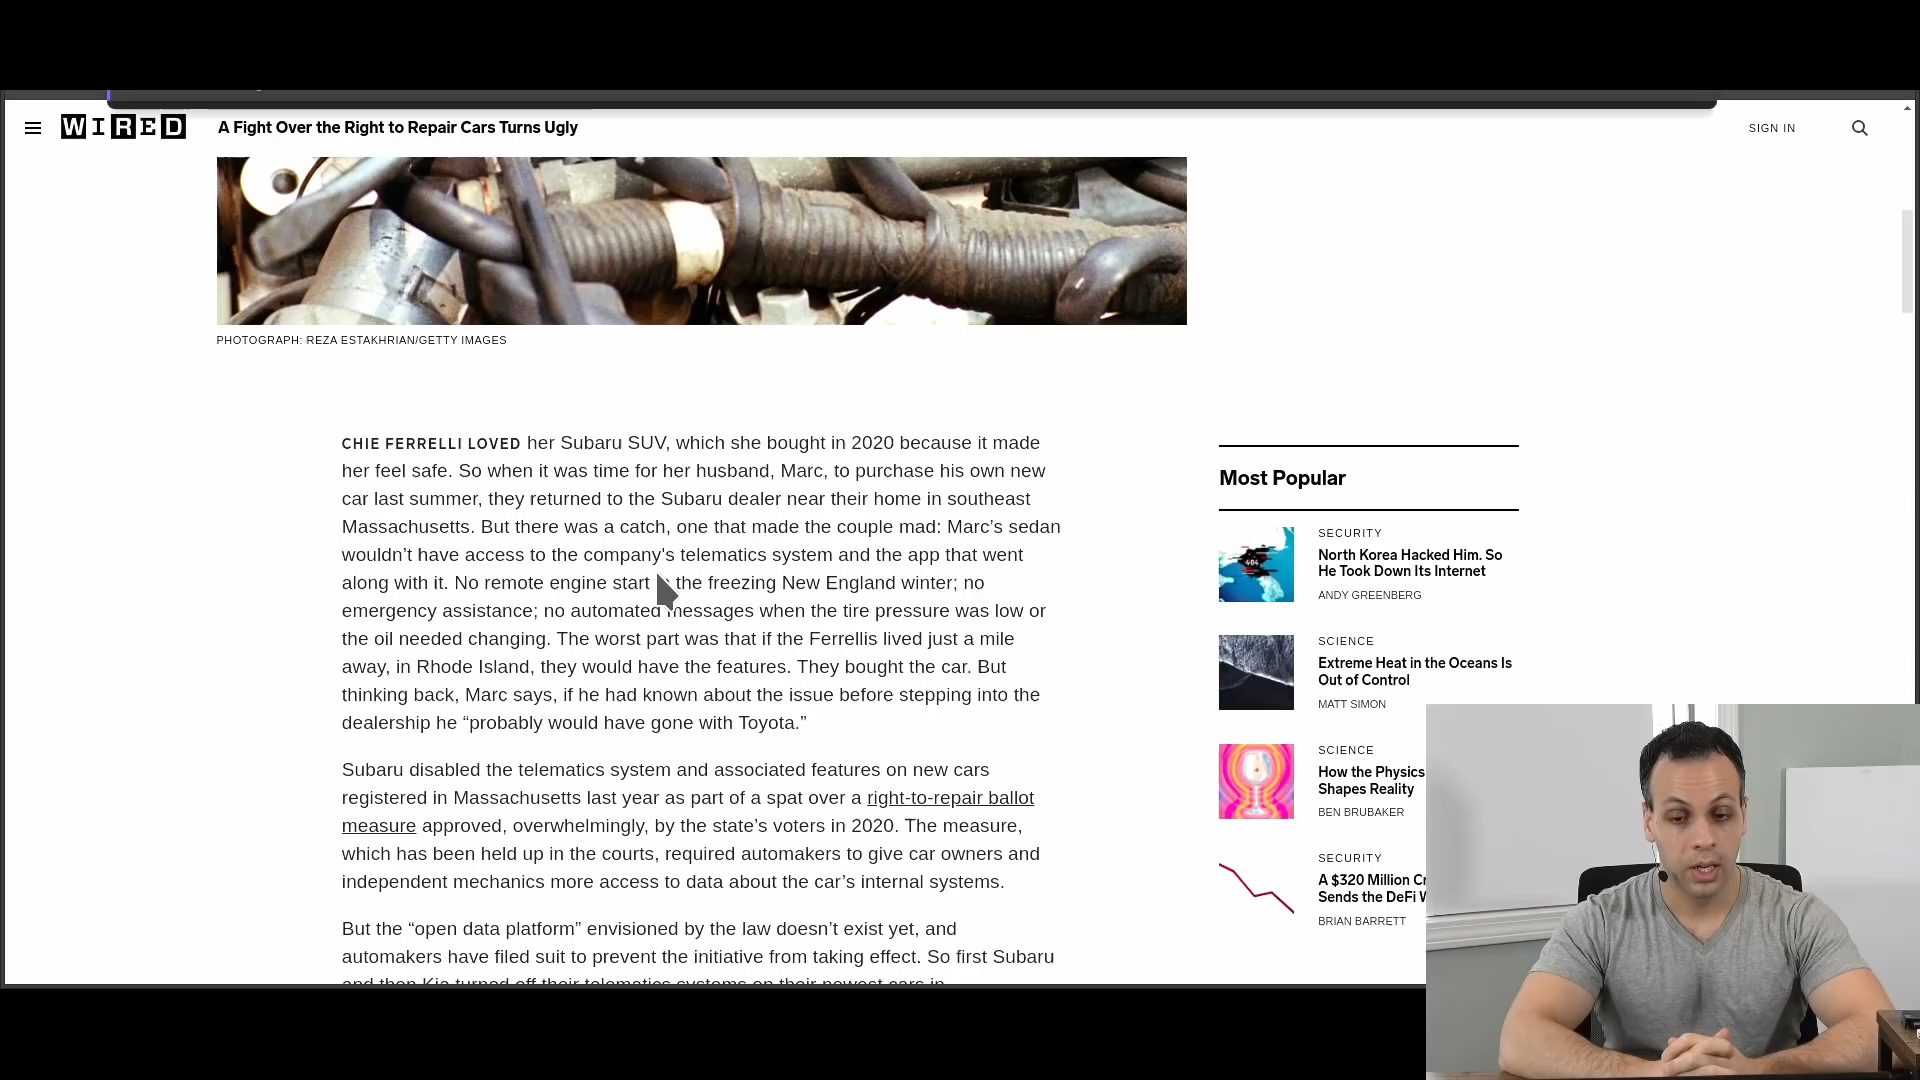 WIRED
A Fight Over the Right to Repair Cars Turns Ugly
SIGN IN
PHOTOGRAPH: REZA ESTAKHRIAN/GETTY IMAGES
CHIE FERRELLI LOVED her Subaru SUV, which she bought in 2020 because it made
her feel safe. So when it was time for her husband, Marc, to purchase his own new
car last summer, they returned to the Subaru dealer near their home in southeast
Massachusetts. But there was a catch, one that made the couple mad: Marc’s sedan
wouldn’t have access to the company's telematics system and the app that went
along with it. No remote engine start the freezing New England winter; no
emergency assistance; no automated messages when the tire pressure was low or
the oil needed changing. The worst part was that if the Ferrellis lived just a mile
away, in Rhode Island, they would have the features. They bought the car. But
thinking back, Marc says, if he had known about the issue before stepping into the
dealership he “probably would have gone with Toyota.”
Subaru disabled the telematics system and associated features on new cars
registered in Massachusetts last year as part of a spat over a right-to-repair ballot
measure approved, overwhelmingly, by the state’s voters in 2020. The measure,
which has been held up in the courts, required automakers to give car owners and
independent mechanics more access to data about the car’s internal systems.
But the “open data platform” envisioned by the law doesn’t exist yet, and
automakers have filed suit to prevent the initiative from taking effect. So first Subaru
and then Kia turned off their telematics systems on their newest cars in
Most Popular
SECURITY
North Korea Hacked Him. So
He Took Down Its Internet
ANDY GREENBERG
404
SCIENCE
Extreme Heat in the Oceans Is
Out of Control
MATT SIMON
SCIENCE
How the Physics
Shapes Reality
BEN BRUBAKER
SECURITY
A $320 Million
Sends the DeFi
BRIAN BARRETT